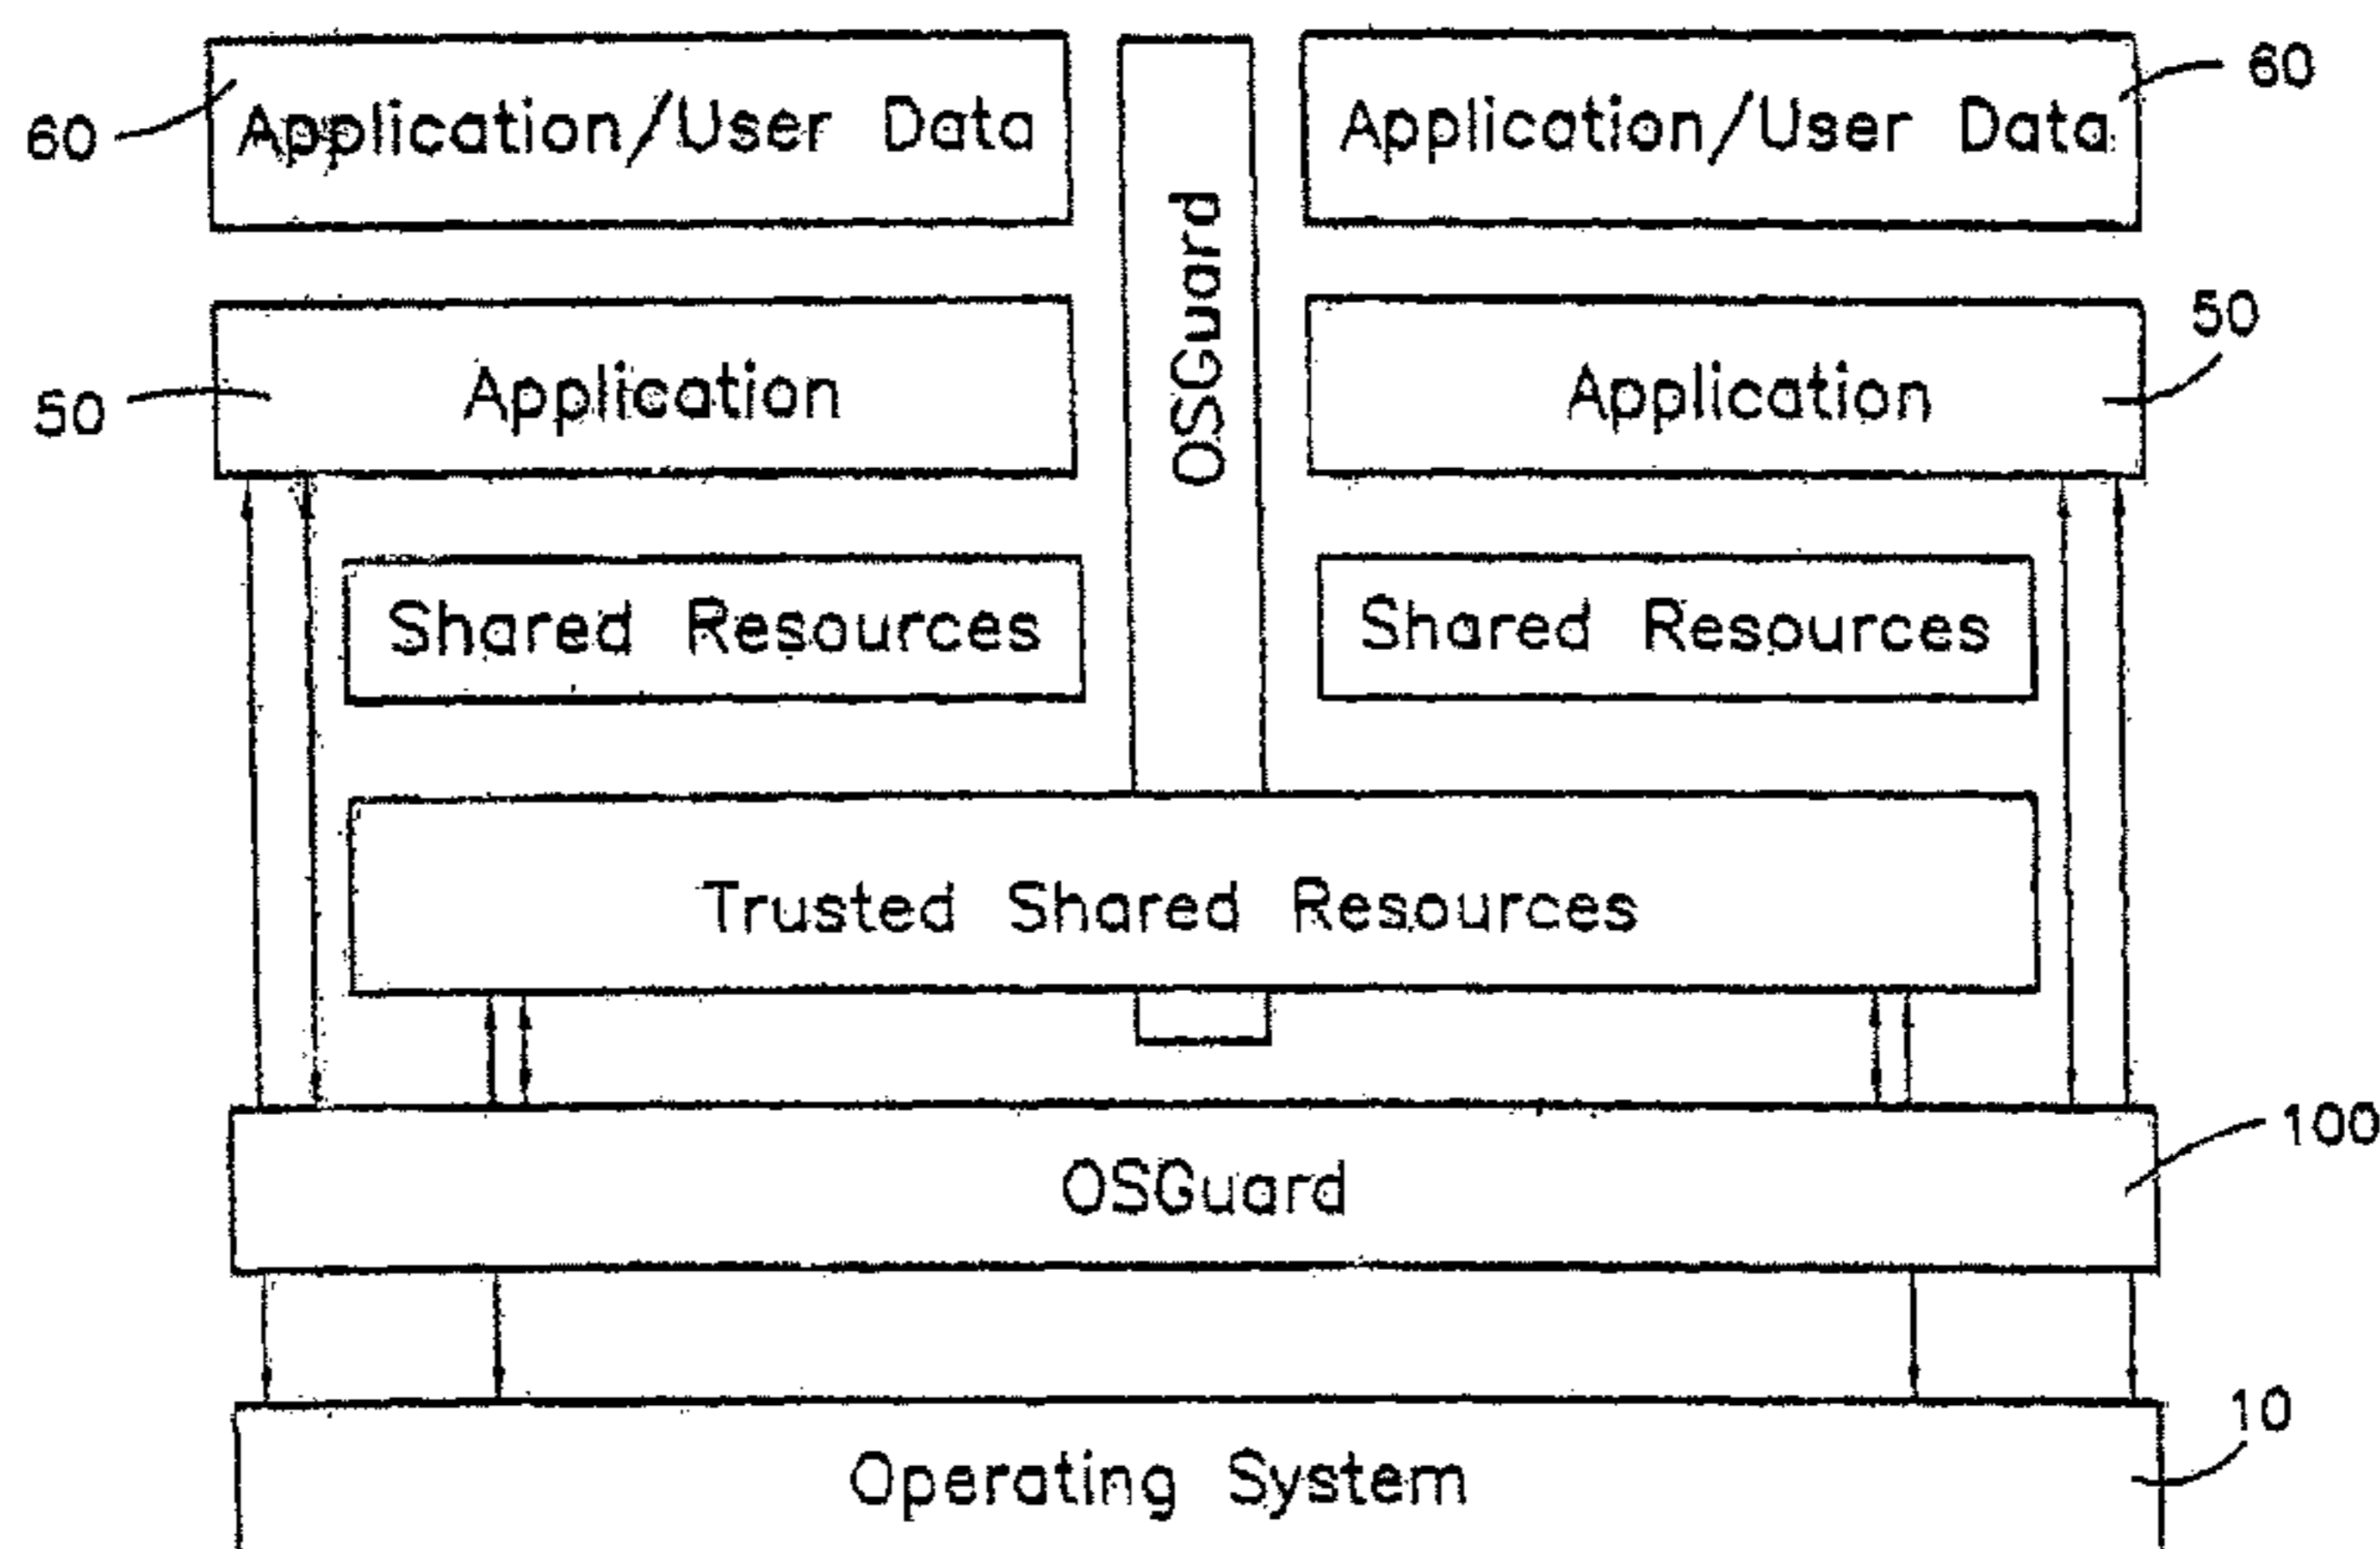 60
Application/User Data
Application/User Data
60
50
Application
OSGuard
Application
50
Shared Resources
Shared Resources
Trusted Shared Resources
OSGuard
100
Operating System
10